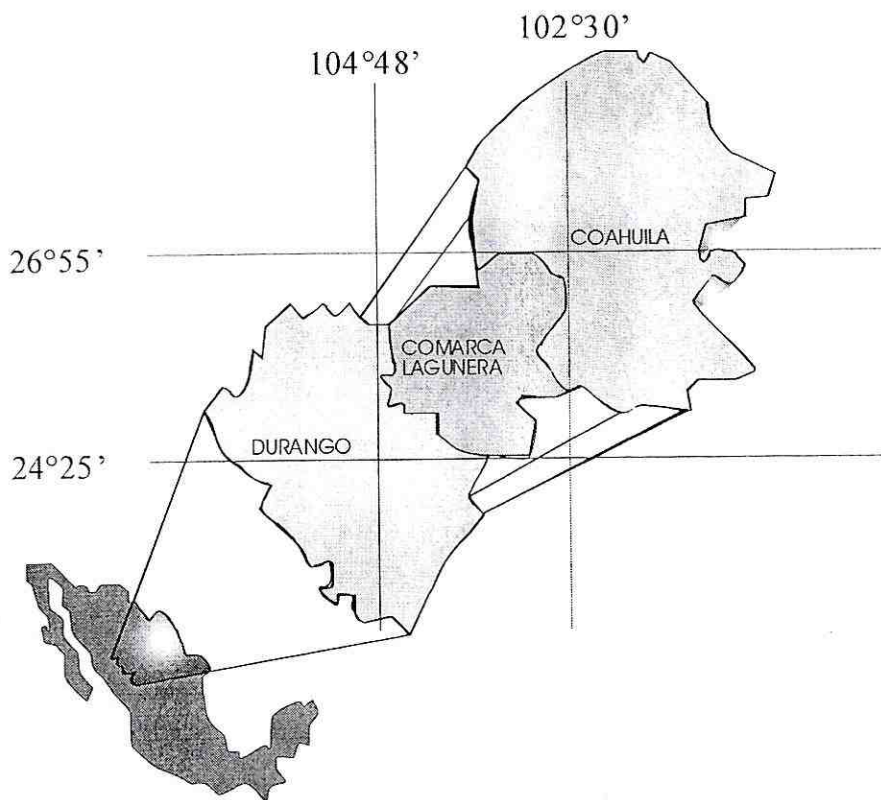 102°30’
104°48’
COAHUILA
26°55’
COMARCA
LAGUNERA
DURANGO
24°25’